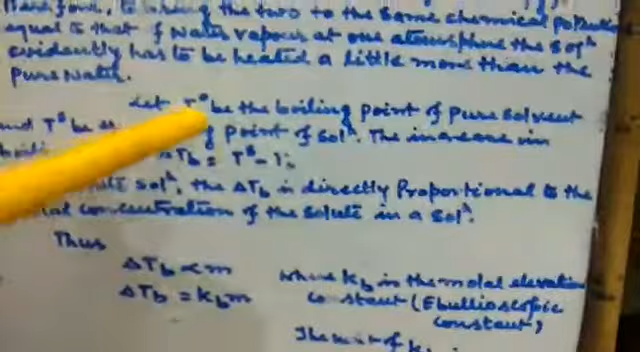 to bring the two to the same chemical
equal to that of water vapour at one atmosphere the solⁿ
evidently has to be heated a little more than the
pure water.
Let T° be the boiling point of pure solvent
and Tˢ be point of solⁿ. The increase in
ΔTb = Tˢ - T
solⁿ, the ΔTb is directly proportional to the
concentration of the solute in a solⁿ.
Thus
ΔTb ∝ m where kb is the molal elevation
ΔTb = kb m constant (Ebullioscopic
constant)
The unit of k